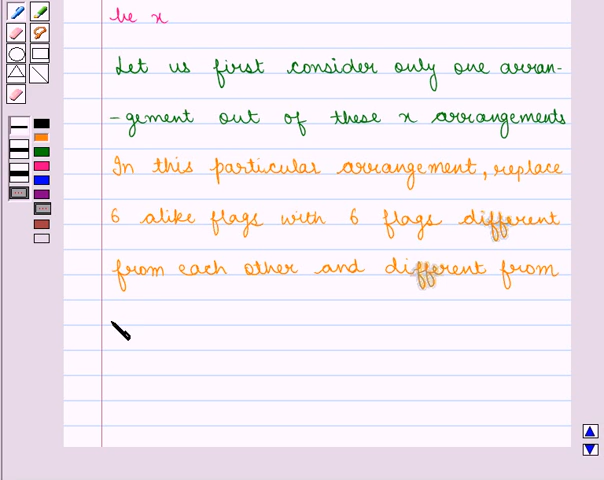 be x
Let us first consider only one arran-
-gement out of these x arrangements
In this particular arrangement, replace
6 alike flags with 6 flags different
from each other and different from